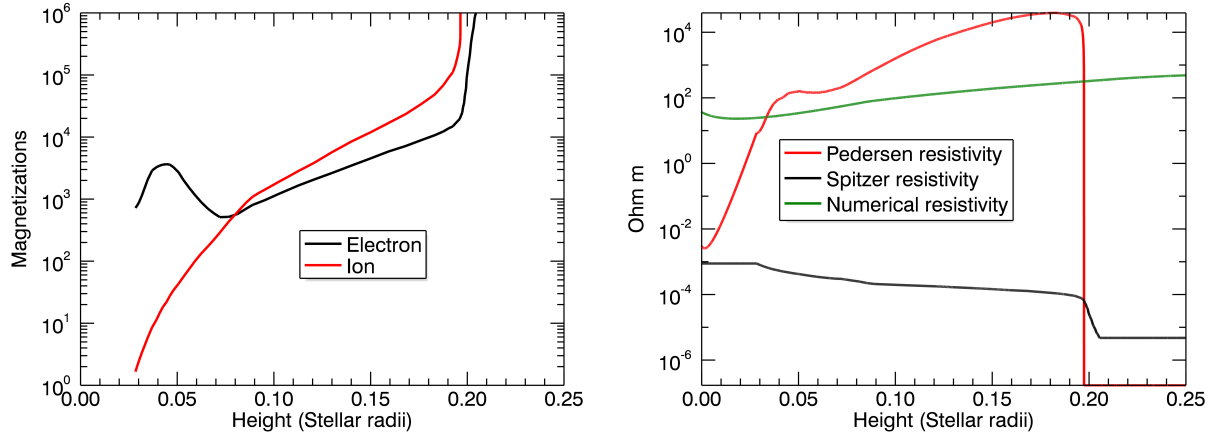 10^6
10^5
10^4
10^3
10^2
10^1
10^0
Magnetizations
Electron
Ion
0.00 0.05 0.10 0.15 0.20 0.25
Height (Stellar radii)
10^4
10^2
10^0
10^-2
10^-4
10^-6
Ohm m
Pedersen resistivity
Spitzer resistivity
Numerical resistivity
0.00 0.05 0.10 0.15 0.20 0.25
Height (Stellar radii)